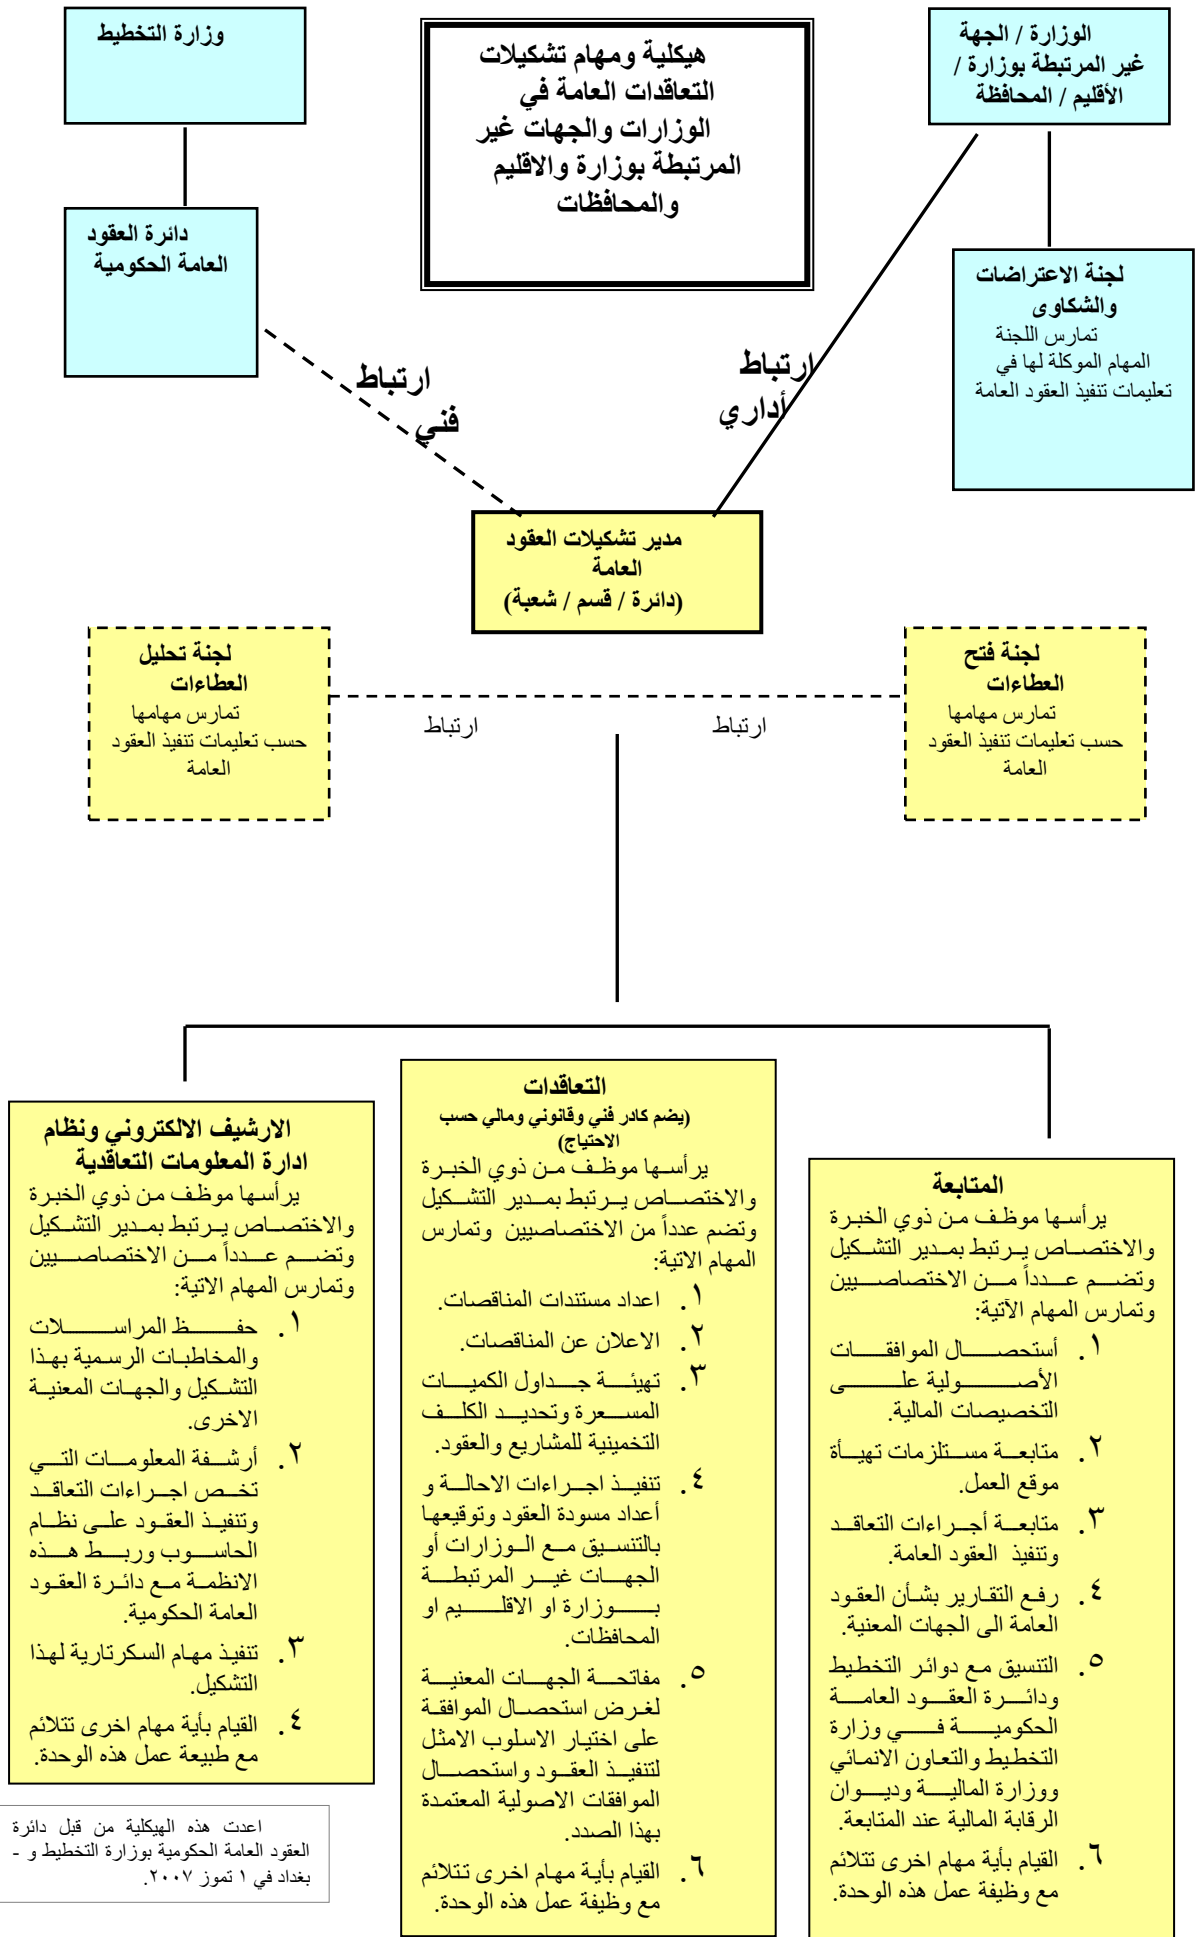 الوزارة / الجهة
غير المرتبطة بوزارة /
الأقليم / المحافظة
هيكلية ومهام تشكيلات
التعاقدات العامة في
الوزارات والجهات غير
المرتبطة بوزارة والاقليم
والمحافظات
وزارة التخطيط
دائرة العقود
العامة الحكومية
لجنة الاعتراضات
والشكاوى
تمارس اللجنة
المهام الموكلة لها في
تعليمات تنفيذ العقود العامة
ارتباط
أداري
ارتباط
فني
مدير تشكيلات العقود
العامة
(دائرة / قسم / شعبة)
لجنة فتح
العطاءات
تمارس مهامها
حسب تعليمات تنفيذ العقود
العامة
لجنة تحليل
العطاءات
تمارس مهامها
حسب تعليمات تنفيذ العقود
العامة
ارتباط
ارتباط
المتابعة
يرأسها موظف من ذوي الخبرة
والاختصاص يرتبط بمدير التشكيل
وتضم عدداً من الاختصاصيين
وتمارس المهام الآتية:
١. أستحصال الموافقات
الأصولية على
التخصيصات المالية.
٢. متابعة مستلزمات تهيأة
موقع العمل.
٣. متابعة أجراءات التعاقد
وتنفيذ العقود العامة.
٤. رفع التقارير بشأن العقود
العامة الى الجهات المعنية.
٥. التنسيق مع دوائر التخطيط
ودائرة العقود العامة
الحكومية في وزارة
التخطيط والتعاون الانمائي
ووزارة المالية وديوان
الرقابة المالية عند المتابعة.
٦. القيام بأية مهام اخرى تتلائم
مع وظيفة عمل هذه الوحدة.
التعاقدات
(يضم كادر فني وقانوني ومالي حسب
الاحتياج)
يرأسها موظف من ذوي الخبرة
والاختصاص يرتبط بمدير التشكيل
وتضم عدداً من الاختصاصيين وتمارس
المهام الاتية:
١. اعداد مستندات المناقصات.
٢. الاعلان عن المناقصات.
٣. تهيئة جداول الكميات
المسعرة وتحديد الكلف
التخمينية للمشاريع والعقود.
٤. تنفيذ اجراءات الاحالة و
أعداد مسودة العقود وتوقيعها
بالتنسيق مع الوزارات أو
الجهات غير المرتبطة
بوزارة او الاقليم او
المحافظات.
٥. مفاتحة الجهات المعنية
لغرض استحصال الموافقة
على اختيار الاسلوب الامثل
لتنفيذ العقود واستحصال
الموافقات الاصولية المعتمدة
بهذا الصدد.
٦. القيام بأية مهام اخرى تتلائم
مع وظيفة عمل هذه الوحدة.
الارشيف الالكتروني ونظام
ادارة المعلومات التعاقدية
يرأسها موظف من ذوي الخبرة
والاختصاص يرتبط بمدير التشكيل
وتضم عدداً من الاختصاصيين
وتمارس المهام الاتية:
١. حفظ المراسلات
والمخاطبات الرسمية بهذا
التشكيل والجهات المعنية
الاخرى.
٢. أرشفة المعلومات التي
تخص اجراءات التعاقد
وتنفيذ العقود على نظام
الحاسوب وربط هذه
الانظمة مع دائرة العقود
العامة الحكومية.
٣. تنفيذ مهام السكرتارية لهذا
التشكيل.
٤. القيام بأية مهام اخرى تتلائم
مع طبيعة عمل هذه الوحدة.
اعدت هذه الهيكلية من قبل دائرة
العقود العامة الحكومية بوزارة التخطيط و -
بغداد في ١ تموز ٢٠٠٧.